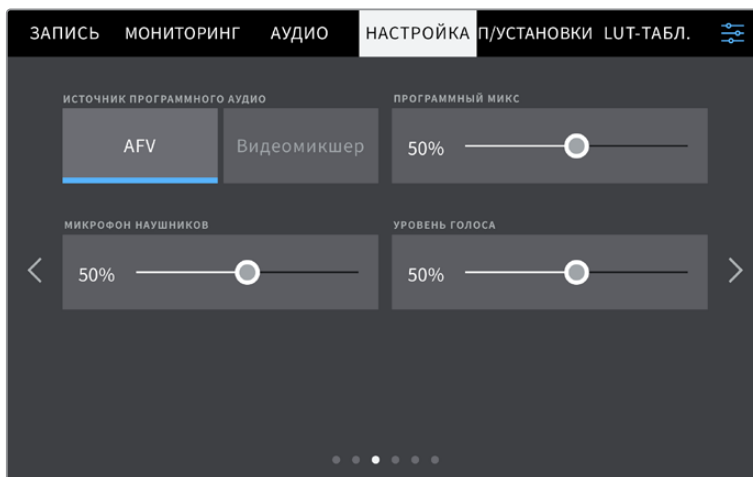 ЗАПИСЬ МОНИТОРИНГ АУДИО НАСТРОЙКА П/УСТАНОВКИ LUT-ТАБЛ.
ИСТОЧНИК ПРОГРАММНОГО АУДИО ПРОГРАММНЫЙ МИКС
AFV Видеомикшер 50%
МИКРОФОН НАУШНИКОВ УРОВЕНЬ ГОЛОСА
50% 50%